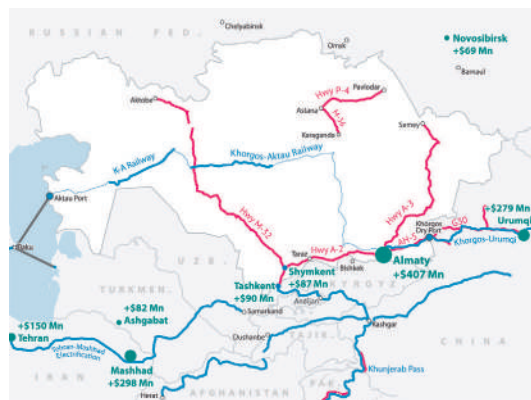 RUSSIAN FED.
Chelyabinsk
Omsk
Novosibirsk
+$69 Mn
Barnaul
Aktobe
Hwy P-4
Pavlodar
Astana
H-36
Karaganda
Semey
K-A Railway
Khorgos-Aktau Railway
Aktau Port
Baku
Hwy M-32
Hwy A-3
+$279 Mn
Urumqi
Khorgos
Dry Port
G30
AH-5
Khorgos-Urumqi
Taraz
Hwy A-2
Bishkek
Almaty
+$407 Mn
Shymkent
+$87 Mn
Tashkent
+$90 Mn
UZB.
KYRGYZ
Andijan
TURKMEN.
+$82 Mn
Ashgabat
Samarkand
Kashgar
+$150 Mn
Tehran
Tehran-Mashhad
Electrification
Dushanbe
TAJIK.
CHINA
Mashhad
+$298 Mn
Khunjerab Pass
IRAN
Herat
AFGHANISTAN
PAK.